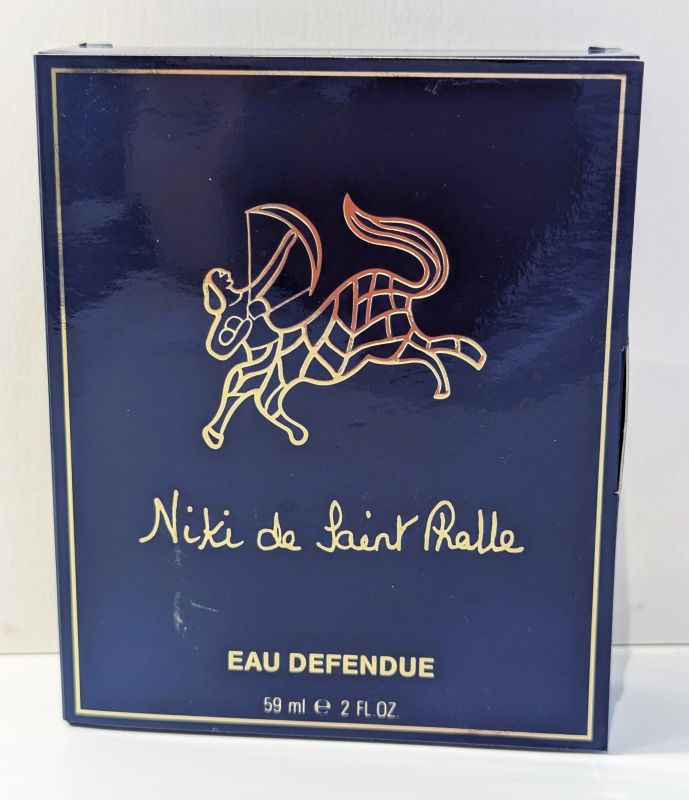 Niki de Saint Phalle
EAU DEFENDUE
59 ml ℮ 2 FL.OZ.